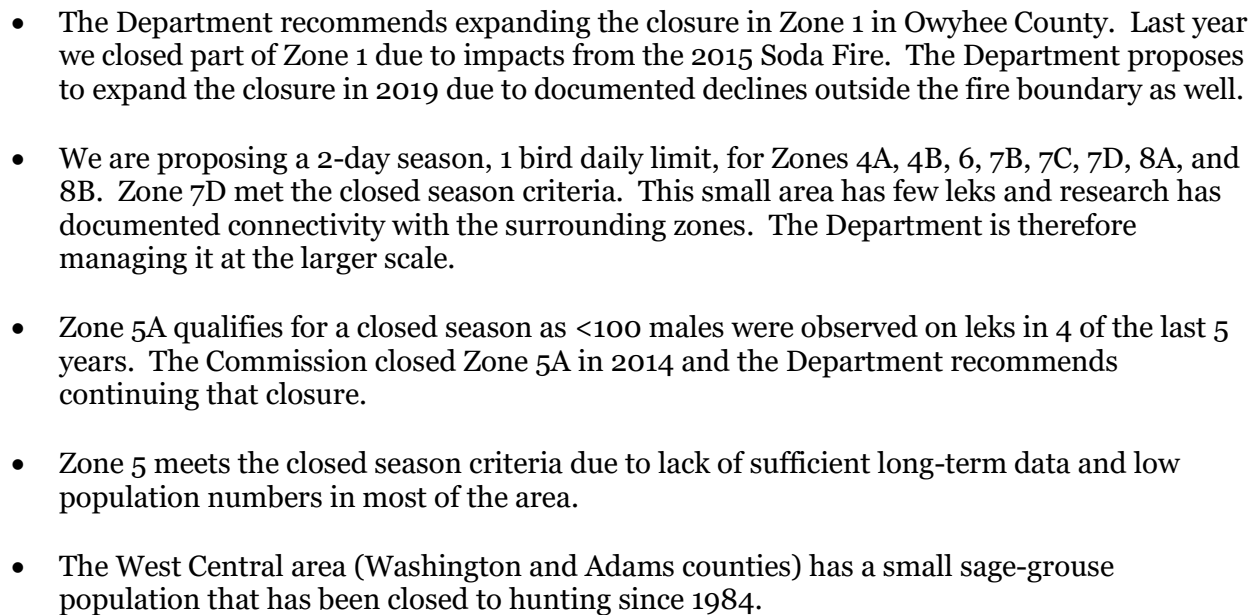 • The Department recommends expanding the closure in Zone 1 in Owyhee County.  Last year
we closed part of Zone 1 due to impacts from the 2015 Soda Fire.  The Department proposes
to expand the closure in 2019 due to documented declines outside the fire boundary as well.
• We are proposing a 2-day season, 1 bird daily limit, for Zones 4A, 4B, 6, 7B, 7C, 7D, 8A, and
8B.  Zone 7D met the closed season criteria.  This small area has few leks and research has
documented connectivity with the surrounding zones.  The Department is therefore
managing it at the larger scale.
• Zone 5A qualifies for a closed season as <100 males were observed on leks in 4 of the last 5
years.  The Commission closed Zone 5A in 2014 and the Department recommends
continuing that closure.
• Zone 5 meets the closed season criteria due to lack of sufficient long-term data and low
population numbers in most of the area.
• The West Central area (Washington and Adams counties) has a small sage-grouse
population that has been closed to hunting since 1984.